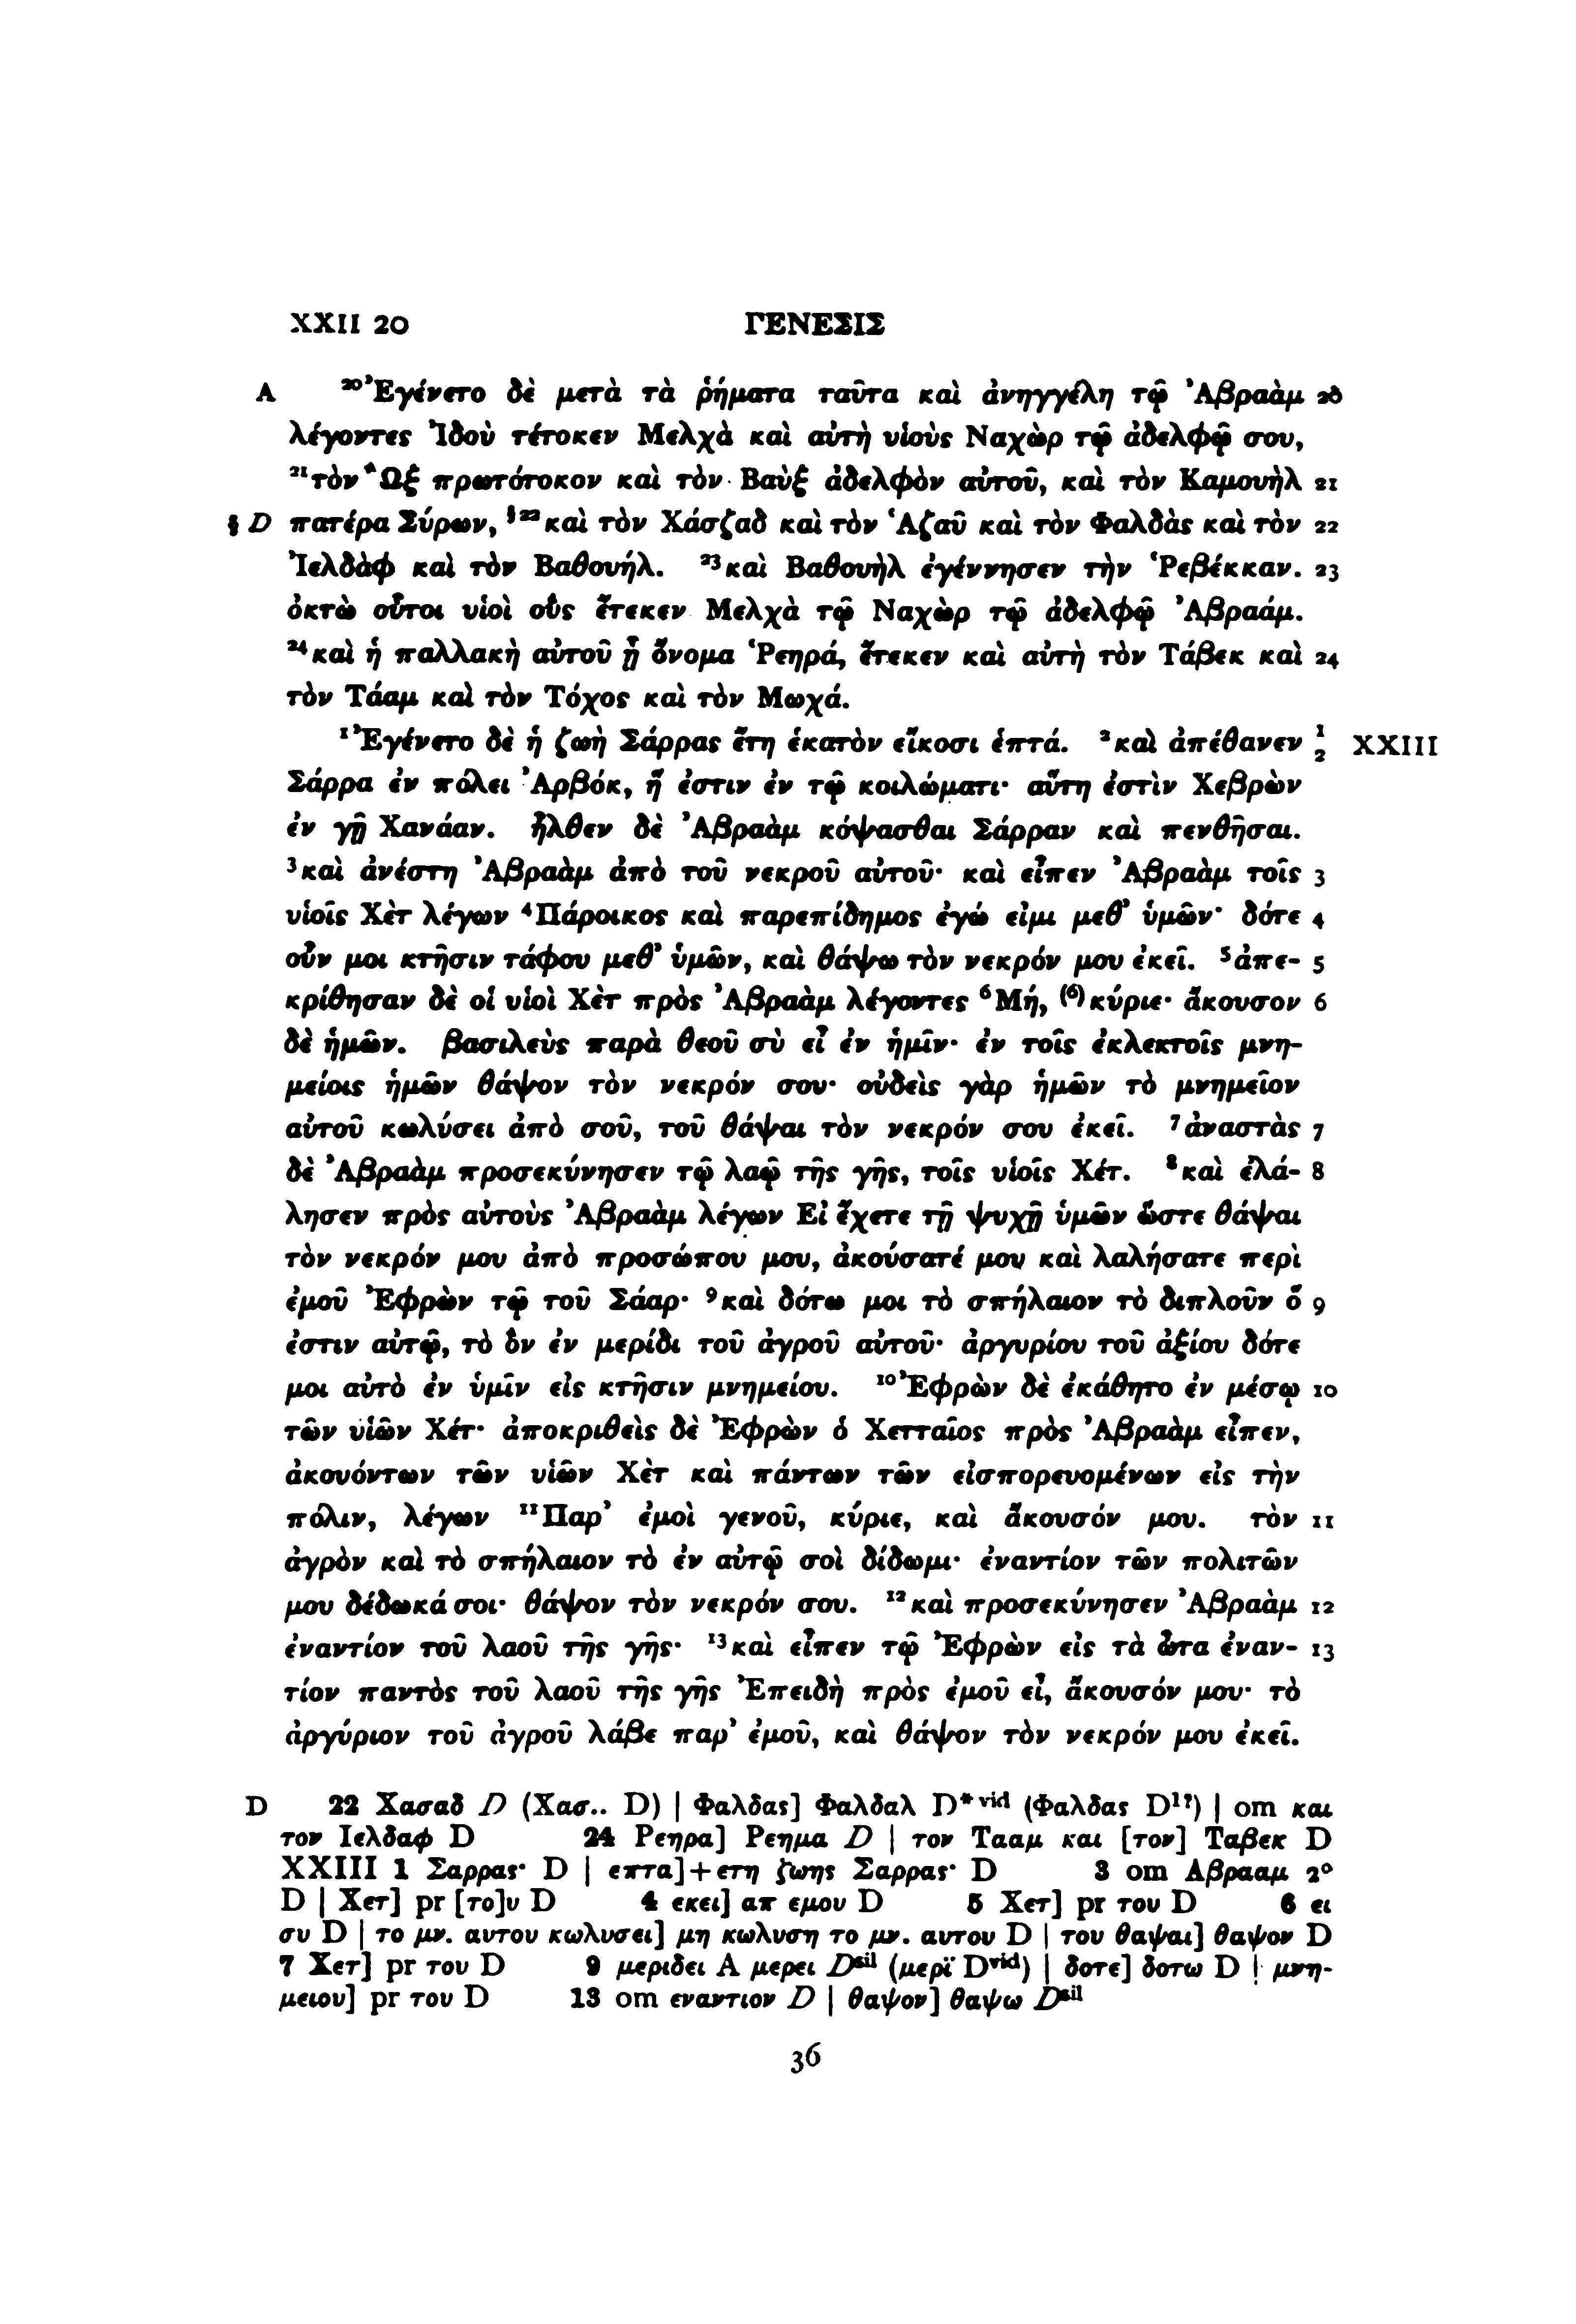 XXII 20 ΓΕΝΕΣΙΣ
A ²⁰Ἐγένετο δὲ μετὰ τὰ ῥήματα ταῦτα καὶ ἀνηγγέλη τῷ Ἀβραὰμ 20
λέγοντες Ἰδοὺ τέτοκεν Μελχὰ καὶ αὐτὴ υἱοὺς Ναχὼρ τῷ ἀδελφῷ σου,
²¹τὸν Ὢξ πρωτότοκον καὶ τὸν Βαὺξ ἀδελφὸν αὐτοῦ, καὶ τὸν Καμουὴλ 21
§ D πατέρα Σύρων, §²²καὶ τὸν Χάσζαδ καὶ τὸν Ἁζαῦ καὶ τὸν Φαλδὰς καὶ τὸν 22
Ἰελδὰφ καὶ τὸν Βαθουήλ. ²³καὶ Βαθουὴλ ἐγέννησεν τὴν Ῥεβέκκαν. 23
ὀκτὼ οὗτοι υἱοὶ οὓς ἔτεκεν Μελχὰ τῷ Ναχὼρ τῷ ἀδελφῷ Ἀβραάμ.
²⁴καὶ ἡ παλλακὴ αὐτοῦ ᾗ ὄνομα Ῥεηρά, ἔτεκεν καὶ αὐτὴ τὸν Τάβεκ καὶ 24
τὸν Τάαμ καὶ τὸν Τόχος καὶ τὸν Μωχά.
¹Ἐγένετο δὲ ἡ ζωὴ Σάρρας ἔτη ἑκατὸν εἴκοσι ἑπτά. ²καὶ ἀπέθανεν 1 2 XXIII
Σάρρα ἐν πόλει Ἀρβόκ, ἥ ἐστιν ἐν τῷ κοιλώματι· αὕτη ἐστὶν Χεβρὼν
ἐν γῇ Χανάαν. ἦλθεν δὲ Ἀβραὰμ κόψασθαι Σάρραν καὶ πενθῆσαι.
³καὶ ἀνέστη Ἀβραὰμ ἀπὸ τοῦ νεκροῦ αὐτοῦ· καὶ εἶπεν Ἀβραὰμ τοῖς 3
υἱοῖς Χὲτ λέγων ⁴Πάροικος καὶ παρεπίδημος ἐγώ εἰμι μεθ’ ὑμῶν· δότε 4
οὖν μοι κτῆσιν τάφου μεθ’ ὑμῶν, καὶ θάψω τὸν νεκρόν μου ἐκεῖ. ⁵ἀπε- 5
κρίθησαν δὲ οἱ υἱοὶ Χὲτ πρὸς Ἀβραὰμ λέγοντες ⁶Μή, ⁽⁶⁾κύριε· ἄκουσον 6
δὲ ἡμῶν. βασιλεὺς παρὰ θεοῦ σὺ εἶ ἐν ἡμῖν· ἐν τοῖς ἐκλεκτοῖς μνη-
μείοις ἡμῶν θάψον τὸν νεκρόν σου· οὐδεὶς γὰρ ἡμῶν τὸ μνημεῖον
αὐτοῦ κωλύσει ἀπὸ σοῦ, τοῦ θάψαι τὸν νεκρόν σου ἐκεῖ. ⁷ἀναστὰς 7
δὲ Ἀβραὰμ προσεκύνησεν τῷ λαῷ τῆς γῆς, τοῖς υἱοῖς Χέτ. ⁸καὶ ἐλά- 8
λησεν πρὸς αὐτοὺς Ἀβραὰμ λέγων Εἰ ἔχετε τῇ ψυχῇ ὑμῶν ὥστε θάψαι
τὸν νεκρόν μου ἀπὸ προσώπου μου, ἀκούσατέ μου καὶ λαλήσατε περὶ
ἐμοῦ Ἐφρὼν τῷ τοῦ Σάαρ· ⁹καὶ δότω μοι τὸ σπήλαιον τὸ διπλοῦν ὅ 9
ἐστιν αὐτῷ, τὸ ὂν ἐν μερίδι τοῦ ἀγροῦ αὐτοῦ· ἀργυρίου τοῦ ἀξίου δότε
μοι αὐτὸ ἐν ὑμῖν εἰς κτῆσιν μνημείου. ¹⁰Ἐφρὼν δὲ ἐκάθητο ἐν μέσῳ 10
τῶν υἱῶν Χέτ· ἀποκριθεὶς δὲ Ἐφρὼν ὁ Χετταῖος πρὸς Ἀβραὰμ εἶπεν,
ἀκουόντων τῶν υἱῶν Χὲτ καὶ πάντων τῶν εἰσπορευομένων εἰς τὴν
πόλιν, λέγων ¹¹Παρ’ ἐμοὶ γενοῦ, κύριε, καὶ ἄκουσόν μου. τὸν 11
ἀγρὸν καὶ τὸ σπήλαιον τὸ ἐν αὐτῷ σοὶ δίδωμι· ἐναντίον τῶν πολιτῶν
μου δέδωκά σοι· θάψον τὸν νεκρόν σου. ¹²καὶ προσεκύνησεν Ἀβραὰμ 12
ἐναντίον τοῦ λαοῦ τῆς γῆς· ¹³καὶ εἶπεν τῷ Ἐφρὼν εἰς τὰ ὦτα ἐναν- 13
τίον παντὸς τοῦ λαοῦ τῆς γῆς Ἐπειδὴ πρὸς ἐμοῦ εἶ, ἄκουσόν μου· τὸ
ἀργύριον τοῦ ἀγροῦ λάβε παρ’ ἐμοῦ, καὶ θάψον τὸν νεκρόν μου ἐκεῖ.
D 22 Χασαδ D (Χασ.. D) | Φαλδας] Φαλδαλ D*ᵛⁱᵈ (Φαλδας D¹ˀ) | om και
τον Ιελδαφ D 24 Ρεηρα] Ρεημα D | τον Τααμ και [τον] Ταβεκ D
XXIII 1 Σαρρας· D | επτα]+ετη ζωης Σαρρας· D 3 om Αβρααμ 2°
D | Χετ] pr [το]υ D 4 εκει] απ εμου D 5 Χετ] pr του D 6 ει
συ D | το μν. αυτου κωλυσει] μη κωλυση το μν. αυτου D | του θαψαι] θαψον D
7 Χετ] pr του D 9 μεριδει A μερει Dˢⁱˡ (μερϊ Dᵛⁱᵈ) | δοτε] δοτω D | μνη-
μειου] pr του D 13 om εναντιον D | θαψον] θαψω Dˢⁱˡ
36